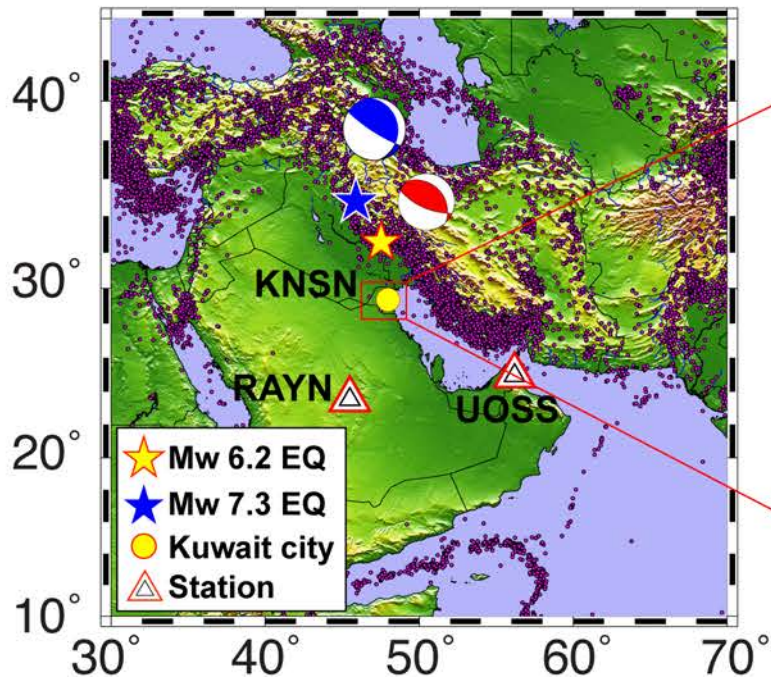 40°
30°
20°
10°
KNSN
RAYN
UOSS
Mw 6.2 EQ
Mw 7.3 EQ
Kuwait city
Station
30° 40° 50° 60° 70°